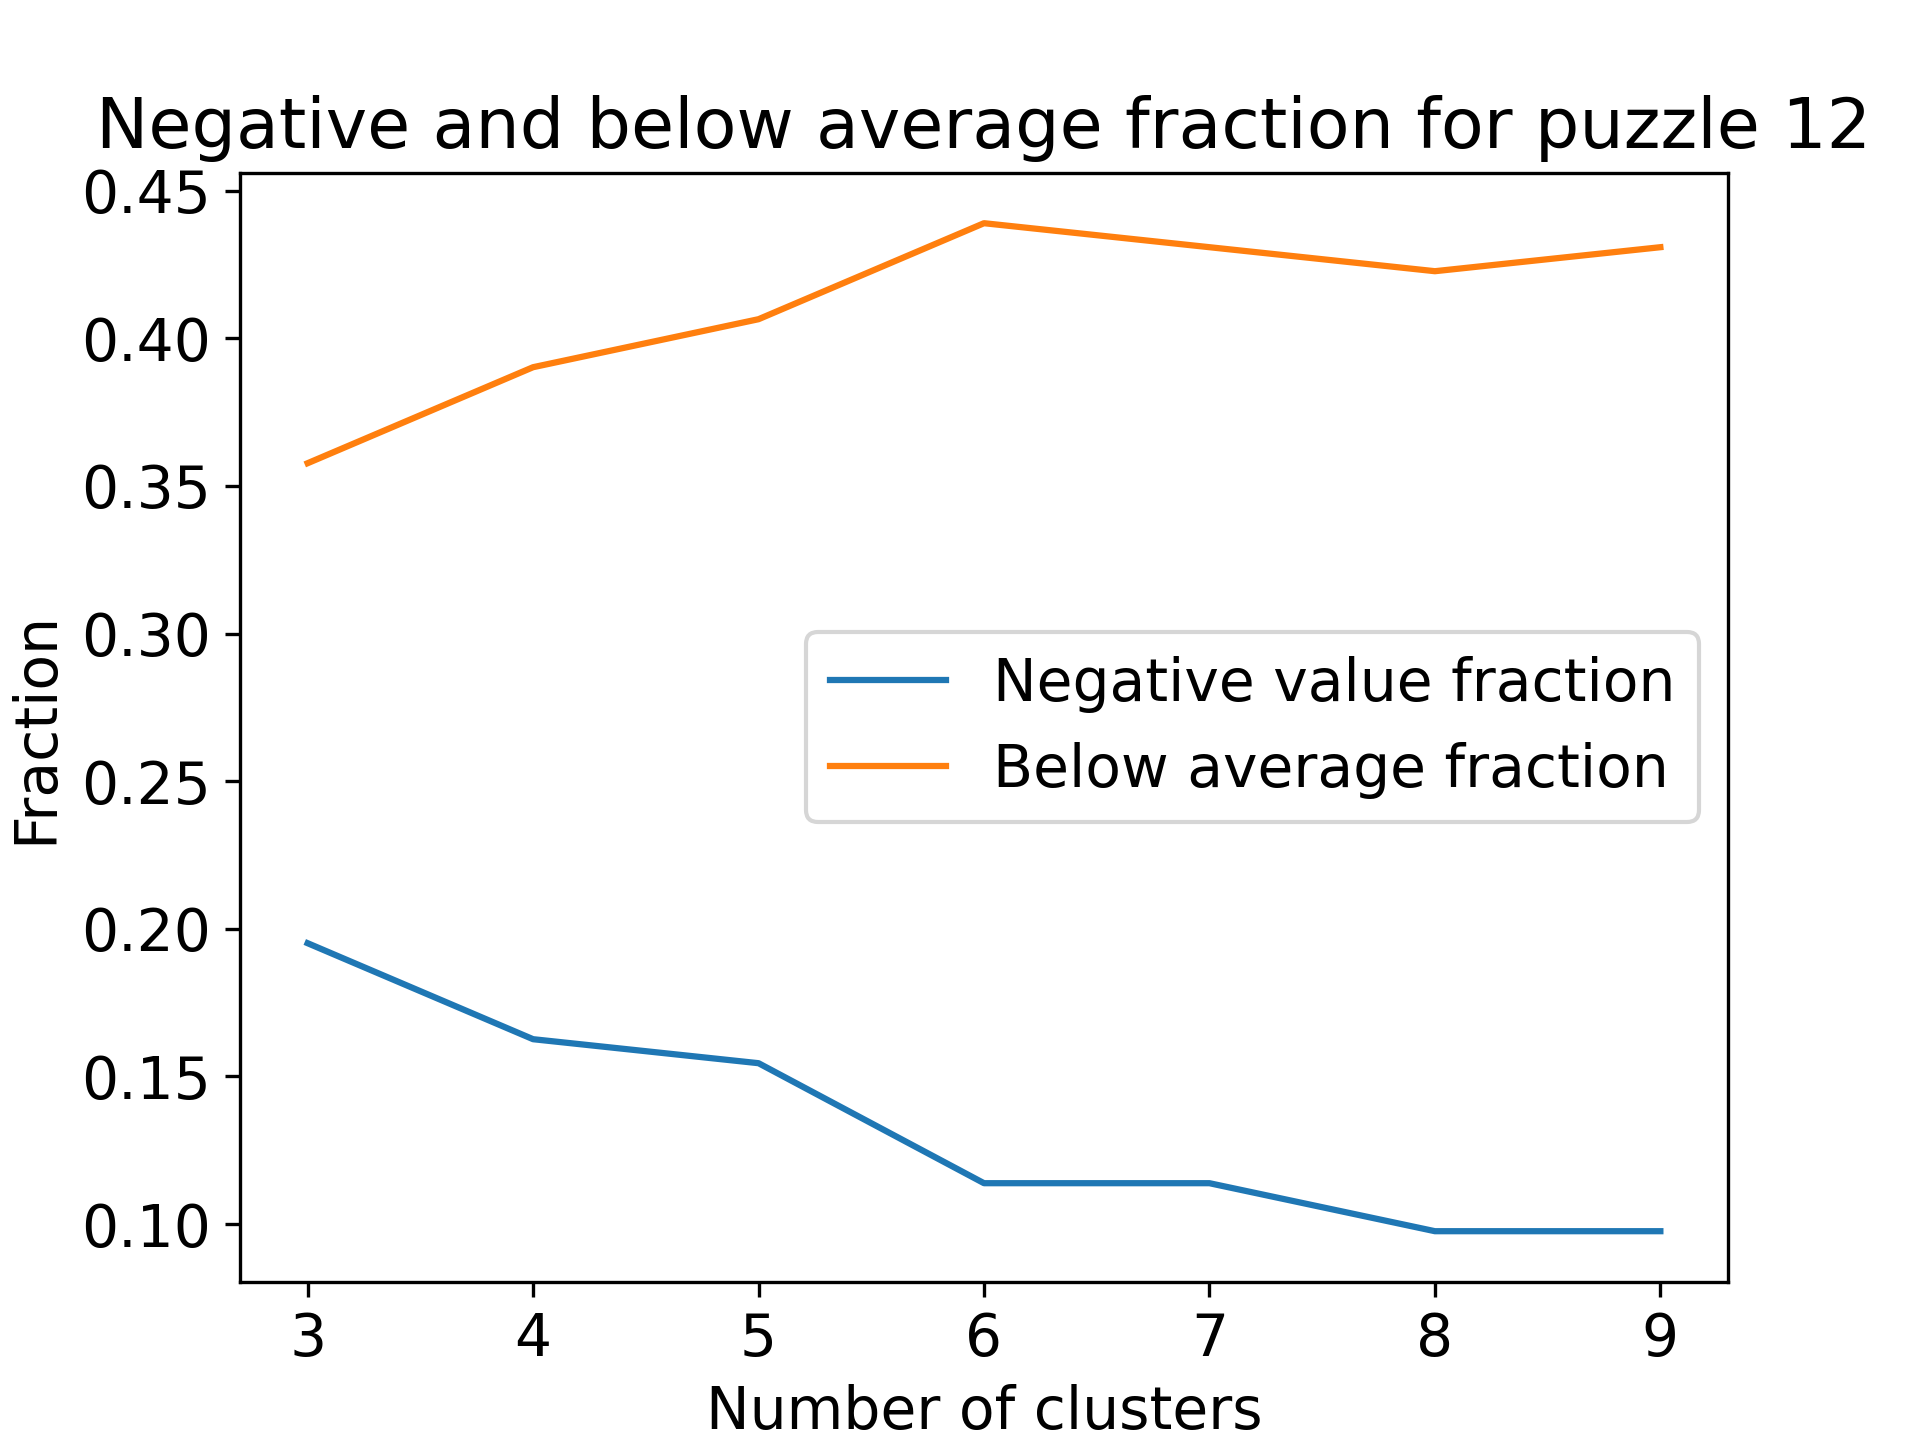 Negative and below average fraction for puzzle 12
0.45
0.40
0.35
0.30
0.25
0.20
0.15
0.10
Fraction
Negative value fraction
Below average fraction
3 4 5 6 7 8 9
Number of clusters